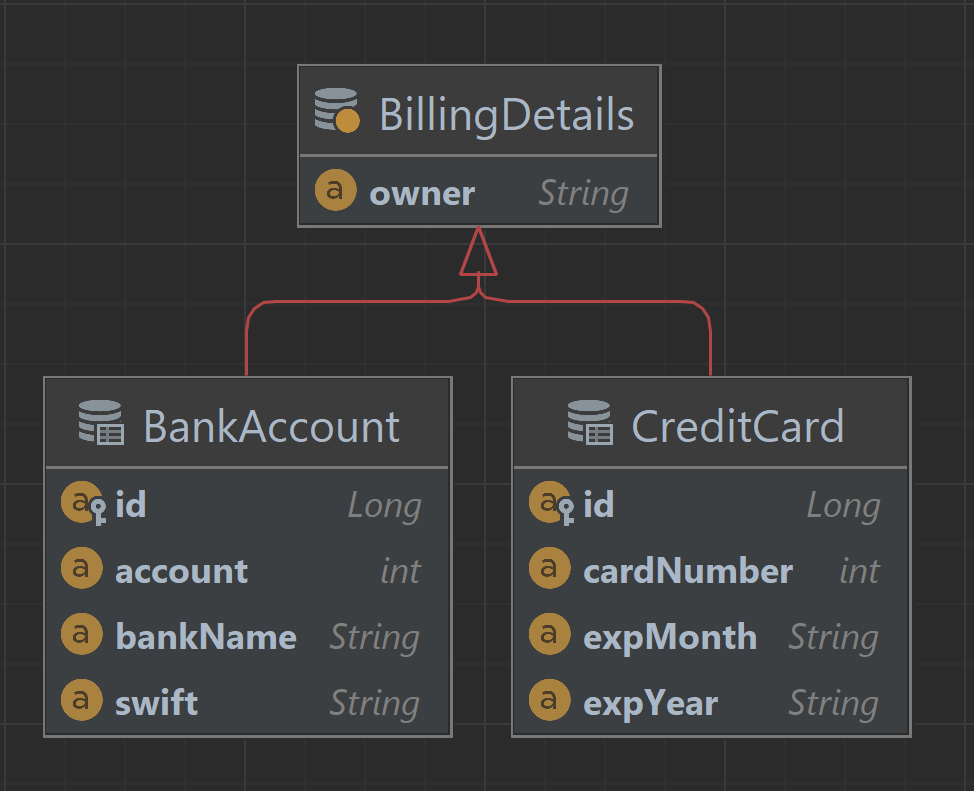 BillingDetails
a owner String
BankAccount
a id Long
a account int
a bankName String
a swift String
CreditCard
a id Long
a cardNumber int
a expMonth String
a expYear String